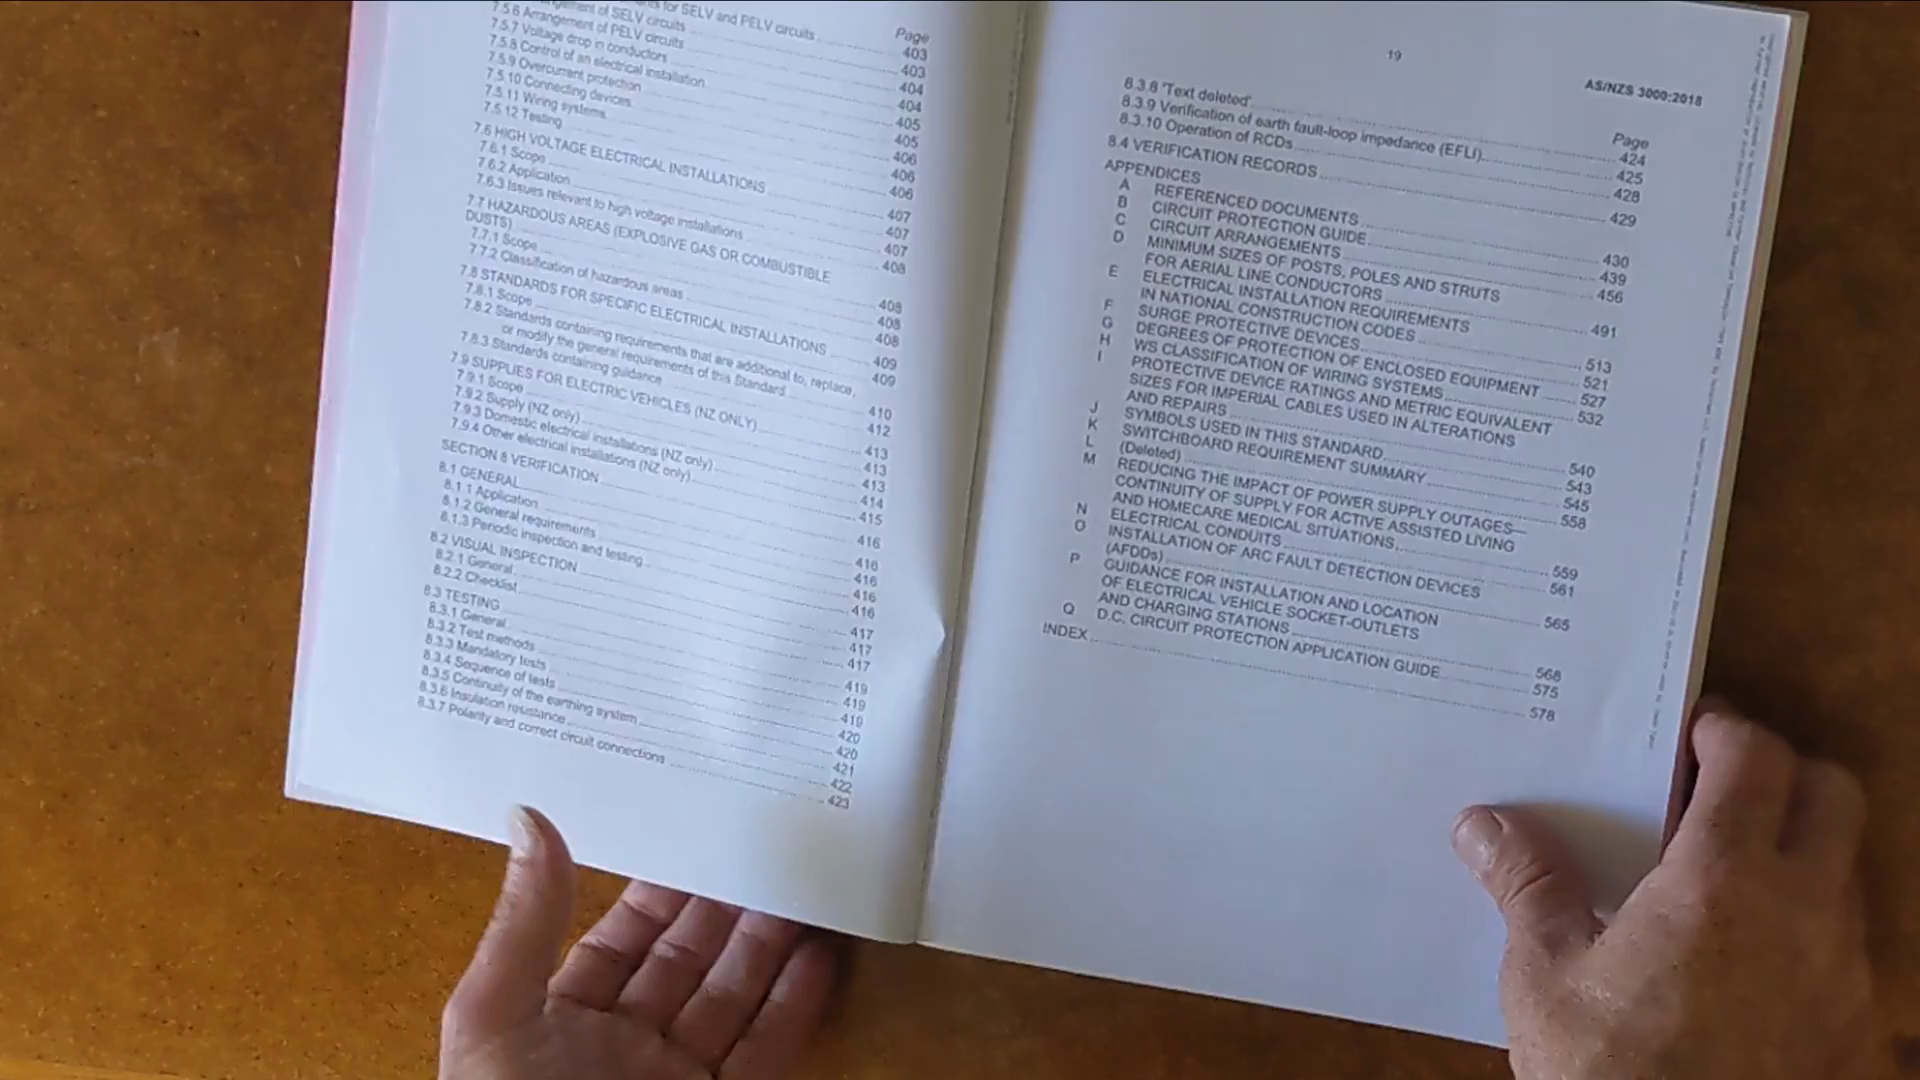 Page
for SELV and PELV circuits 403
of SELV circuits 403
7.5.6 Arrangement of PELV circuits 404
7.5.7 Voltage drop in conductors 404
7.5.8 Control of an electrical installation 405
7.5.9 Overcurrent protection 405
7.5.10 Connecting devices 406
7.5.11 Wiring systems 406
7.5.12 Testing 406
7.6 HIGH VOLTAGE ELECTRICAL INSTALLATIONS 407
7.6.1 Scope 407
7.6.2 Application 407
7.6.3 Issues relevant to high voltage installations 408
7.7 HAZARDOUS AREAS (EXPLOSIVE GAS OR COMBUSTIBLE
DUSTS) 408
7.7.1 Scope 408
7.7.2 Classification of hazardous areas 408
7.8 STANDARDS FOR SPECIFIC ELECTRICAL INSTALLATIONS 409
7.8.1 Scope 409
7.8.2 Standards containing requirements that are additional to, replace,
or modify the general requirements of this Standard 410
7.8.3 Standards containing guidance 412
7.9 SUPPLIES FOR ELECTRIC VEHICLES (NZ ONLY) 413
7.9.1 Scope 413
7.9.2 Supply (NZ only) 413
7.9.3 Domestic electrical installations (NZ only) 414
7.9.4 Other electrical installations (NZ only) 415
SECTION 8 VERIFICATION 416
8.1 GENERAL 416
8.1.1 Application 416
8.1.2 General requirements 416
8.1.3 Periodic inspection and testing 416
8.2 VISUAL INSPECTION 417
8.2.1 General 417
8.2.2 Checklist 417
8.3 TESTING 419
8.3.1 General 419
8.3.2 Test methods 419
8.3.3 Mandatory tests 420
8.3.4 Sequence of tests 420
8.3.5 Continuity of the earthing system 421
8.3.6 Insulation resistance 422
8.3.7 Polarity and correct circuit connections 423
19
AS/NZS 3000:2018
Page
8.3.8 'Text deleted' 424
8.3.9 Verification of earth fault-loop impedance (EFLI) 425
8.3.10 Operation of RCDs 428
8.4 VERIFICATION RECORDS 429
APPENDICES
A REFERENCED DOCUMENTS 430
B CIRCUIT PROTECTION GUIDE 439
C CIRCUIT ARRANGEMENTS 456
D MINIMUM SIZES OF POSTS, POLES AND STRUTS
FOR AERIAL LINE CONDUCTORS 491
E ELECTRICAL INSTALLATION REQUIREMENTS
IN NATIONAL CONSTRUCTION CODES 513
F SURGE PROTECTIVE DEVICES 521
G DEGREES OF PROTECTION OF ENCLOSED EQUIPMENT 527
H WS CLASSIFICATION OF WIRING SYSTEMS 532
I PROTECTIVE DEVICE RATINGS AND METRIC EQUIVALENT
SIZES FOR IMPERIAL CABLES USED IN ALTERATIONS
AND REPAIRS 540
J SYMBOLS USED IN THIS STANDARD 543
K SWITCHBOARD REQUIREMENT SUMMARY 545
L (Deleted) 558
M REDUCING THE IMPACT OF POWER SUPPLY OUTAGES—
CONTINUITY OF SUPPLY FOR ACTIVE ASSISTED LIVING
AND HOMECARE MEDICAL SITUATIONS 559
N ELECTRICAL CONDUITS 561
O INSTALLATION OF ARC FAULT DETECTION DEVICES
(AFDDs) 565
P GUIDANCE FOR INSTALLATION AND LOCATION
OF ELECTRICAL VEHICLE SOCKET-OUTLETS
AND CHARGING STATIONS 568
Q D.C. CIRCUIT PROTECTION APPLICATION GUIDE 575
INDEX 578